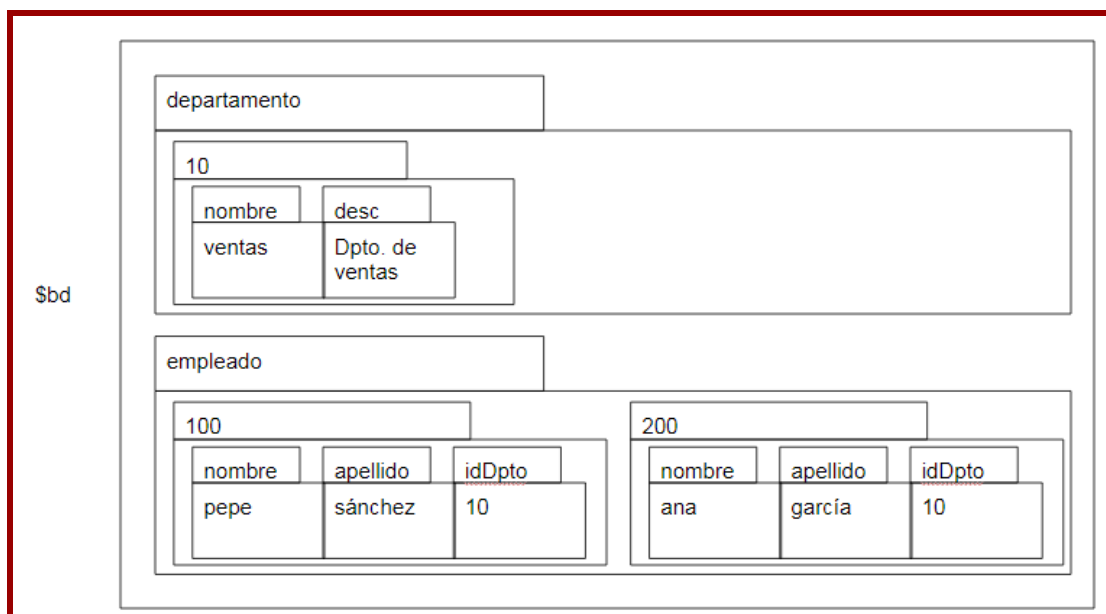 departamento
10
nombre desc
ventas Dpto. de
ventas
$bd
empleado
100 200
nombre apellido idDpto nombre apellido idDpto
pepe sánchez 10 ana garcía 10